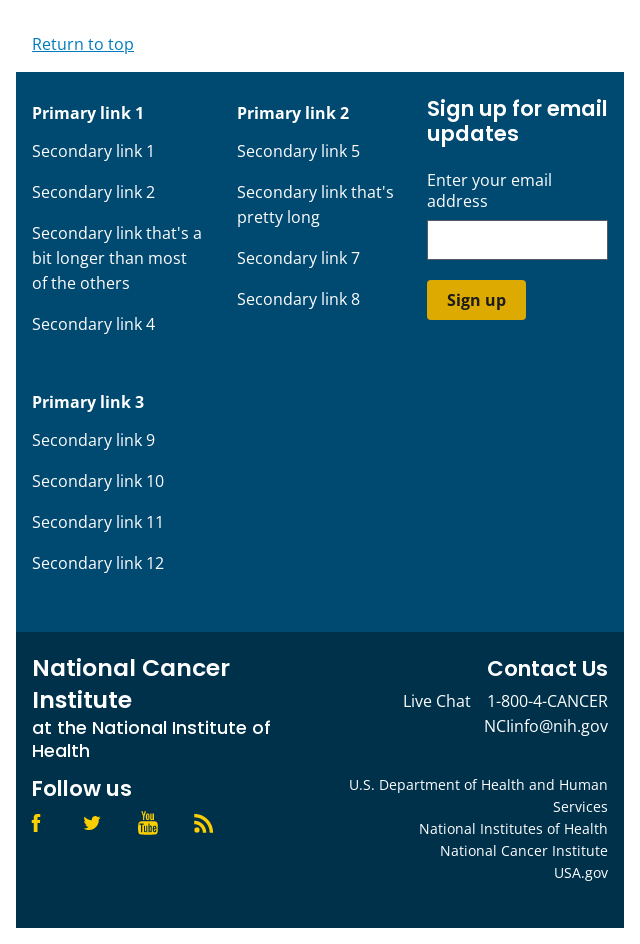 Return to top
Primary link 1
Secondary link 1
Secondary link 2
Secondary link that's a
bit longer than most
of the others
Secondary link 4
Primary link 2
Secondary link 5
Secondary link that's
pretty long
Secondary link 7
Secondary link 8
Primary link 3
Secondary link 9
Secondary link 10
Secondary link 11
Secondary link 12
Sign up for email
updates
Enter your email
address
Sign up
National Cancer
Institute
at the National Institute of
Health
Follow us
You
Tube
Contact Us
Live Chat 1-800-4-CANCER
NCIinfo@nih.gov
U.S. Department of Health and Human
Services
National Institutes of Health
National Cancer Institute
USA.gov